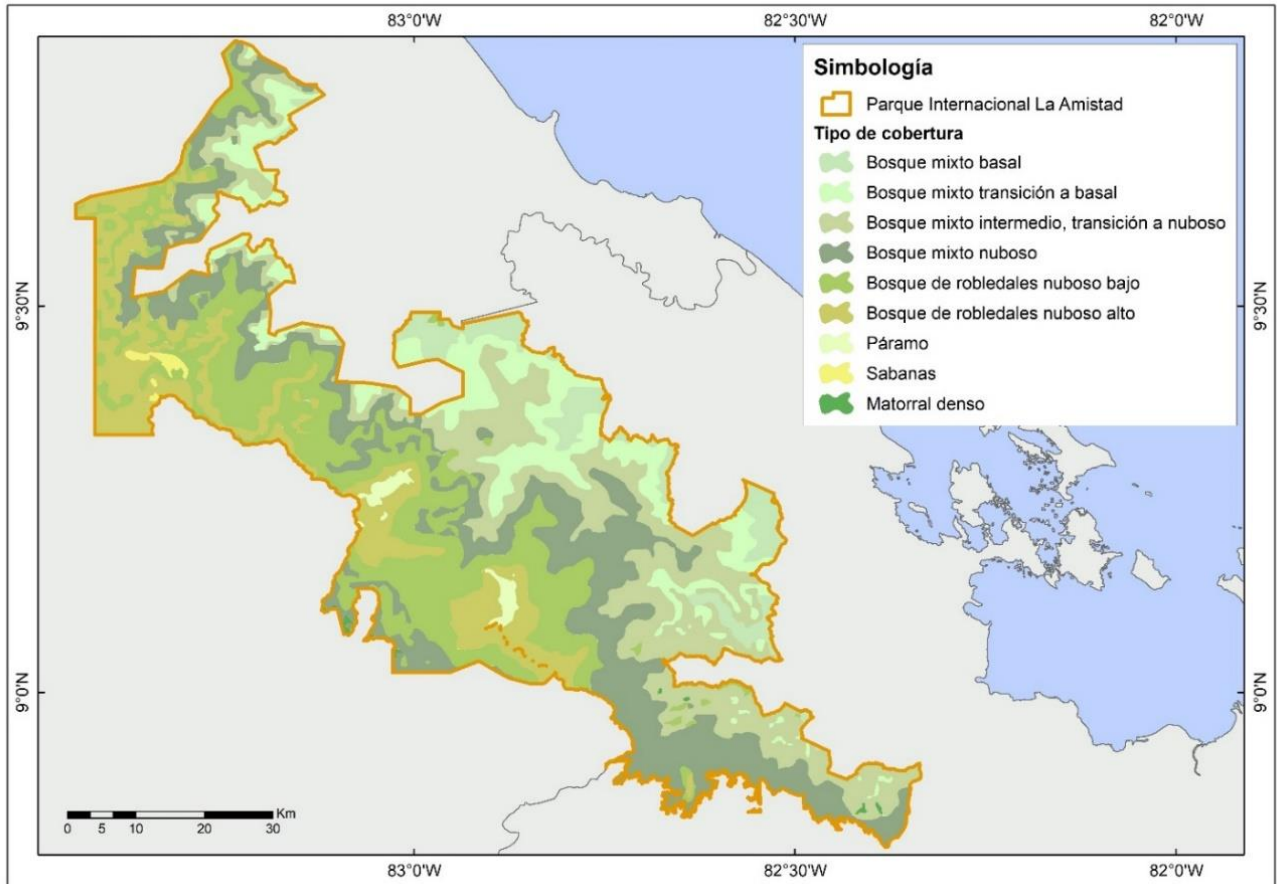 83°0'W 82°30'W 82°0'W
Simbología
Parque Internacional La Amistad
Tipo de cobertura
Bosque mixto basal
Bosque mixto transición a basal
Bosque mixto intermedio, transición a nuboso
Bosque mixto nuboso
Bosque de robledales nuboso bajo
Bosque de robledales nuboso alto
Páramo
Sabanas
Matorral denso
9°30'N 9°30'N
9°0'N 9°0'N
Km
0 5 10 20 30
83°0'W 82°30'W 82°0'W